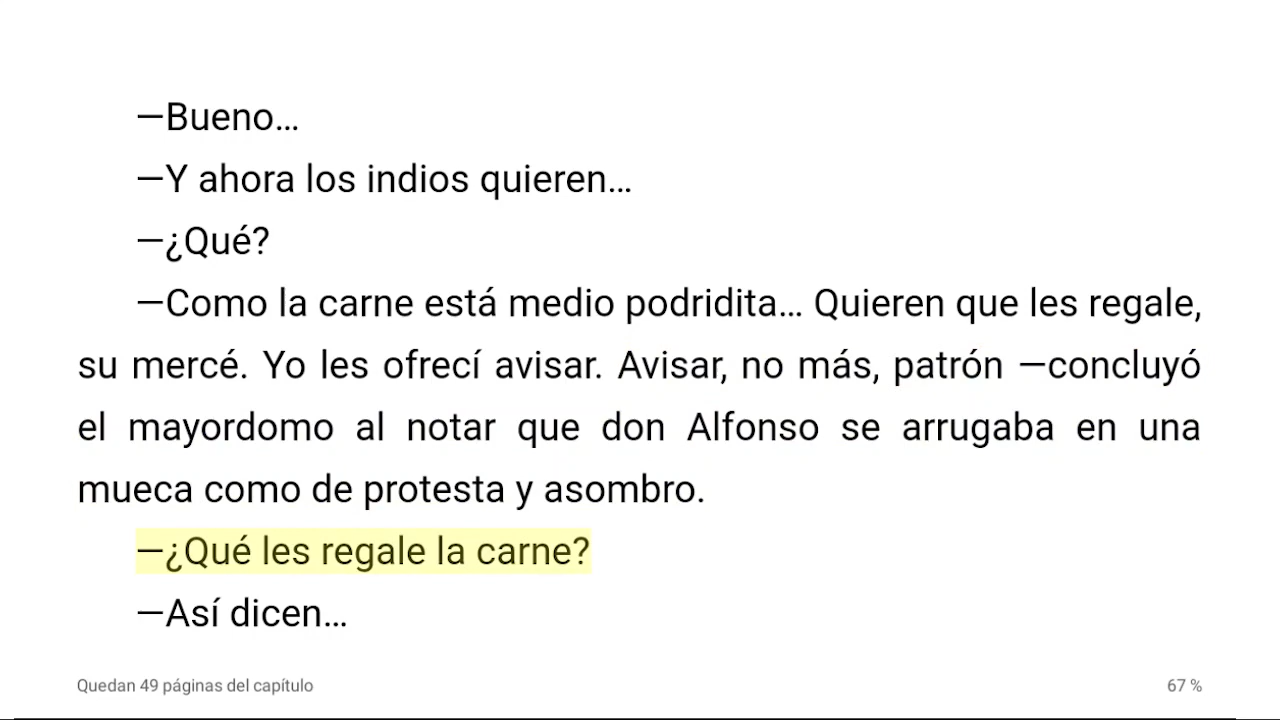 —Bueno…
—Y ahora los indios quieren…
—¿Qué?
—Como la carne está medio podridita… Quieren que les regale,
su mercé. Yo les ofrecí avisar. Avisar, no más, patrón —concluyó
el mayordomo al notar que don Alfonso se arrugaba en una
mueca como de protesta y asombro.
—¿Qué les regale la carne?
—Así dicen…
Quedan 49 páginas del capítulo
67 %